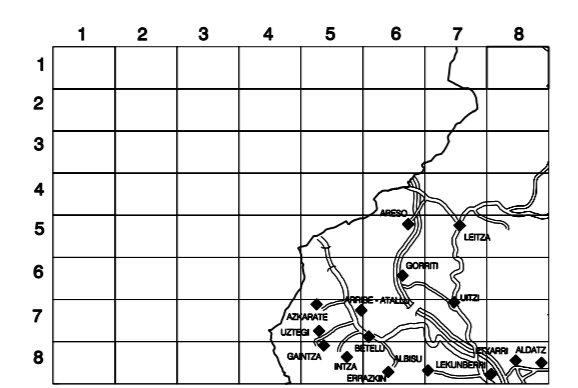 1 2 3 4 5 6 7 8
1
2
3
4
ARESO
5
LEITZA
6
GORRITI
ARRIBE - ATALLU
UITZI
7
AZKARATE
UZTEGI
BETELU
ETXARRI
ALDATZ
GAINTZA
ALBISU
8
INTZA
LEKUNBERRI
ERRAZKIN